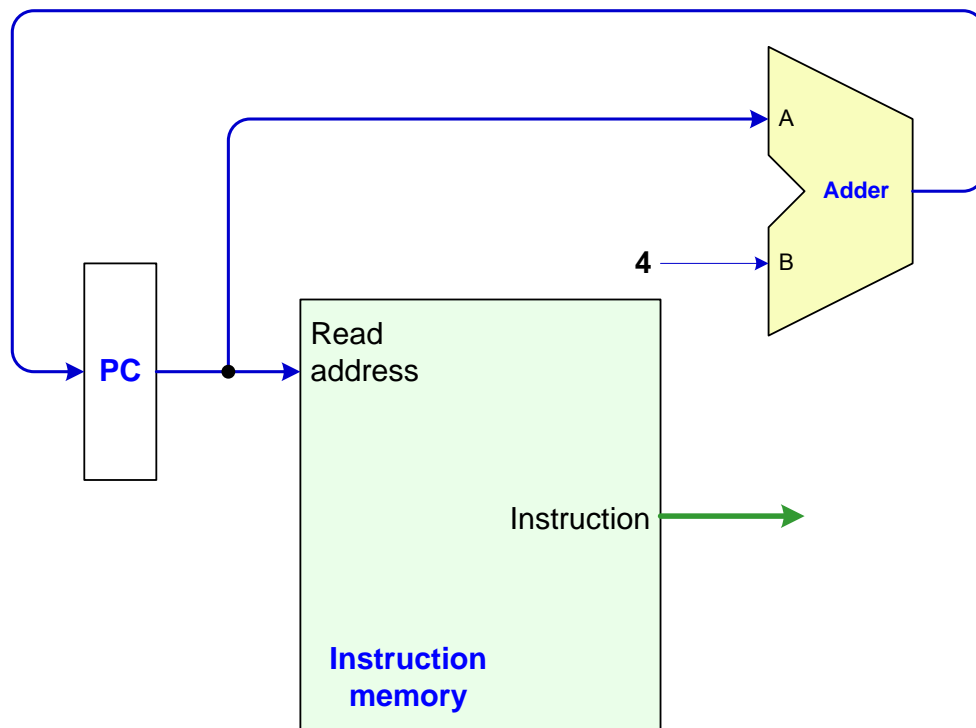 A
Adder
4
B
PC
Read
address
Instruction
Instruction
memory